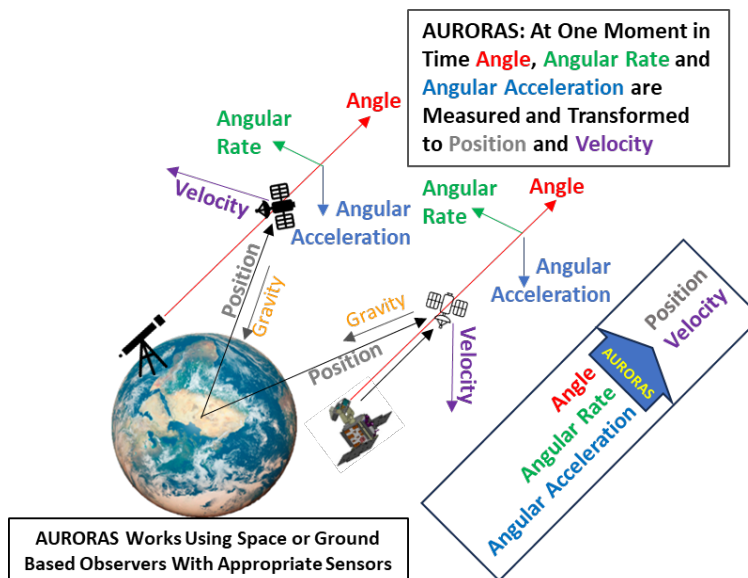 AURORAS: At One Moment in
Time Angle, Angular Rate and
Angular Acceleration are
Measured and Transformed
to Position and Velocity
Angle
Angular
Rate
Velocity
Angular
Acceleration
Position
Gravity
Angle
Angular
Rate
Angular
Acceleration
Gravity
Position
Velocity
Position
Velocity
AURORAS
Angle
Angular Rate
Angular Acceleration
AURORAS Works Using Space or Ground
Based Observers With Appropriate Sensors